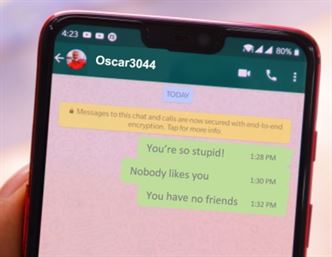 4:23 80%
Oscar3044
TODAY
Messages to this chat and calls are now secured with end-to-end
encryption. Tap for more info.
You're so stupid! 1:28 PM
Nobody likes you 1:30 PM
You have no friends 1:32 PM